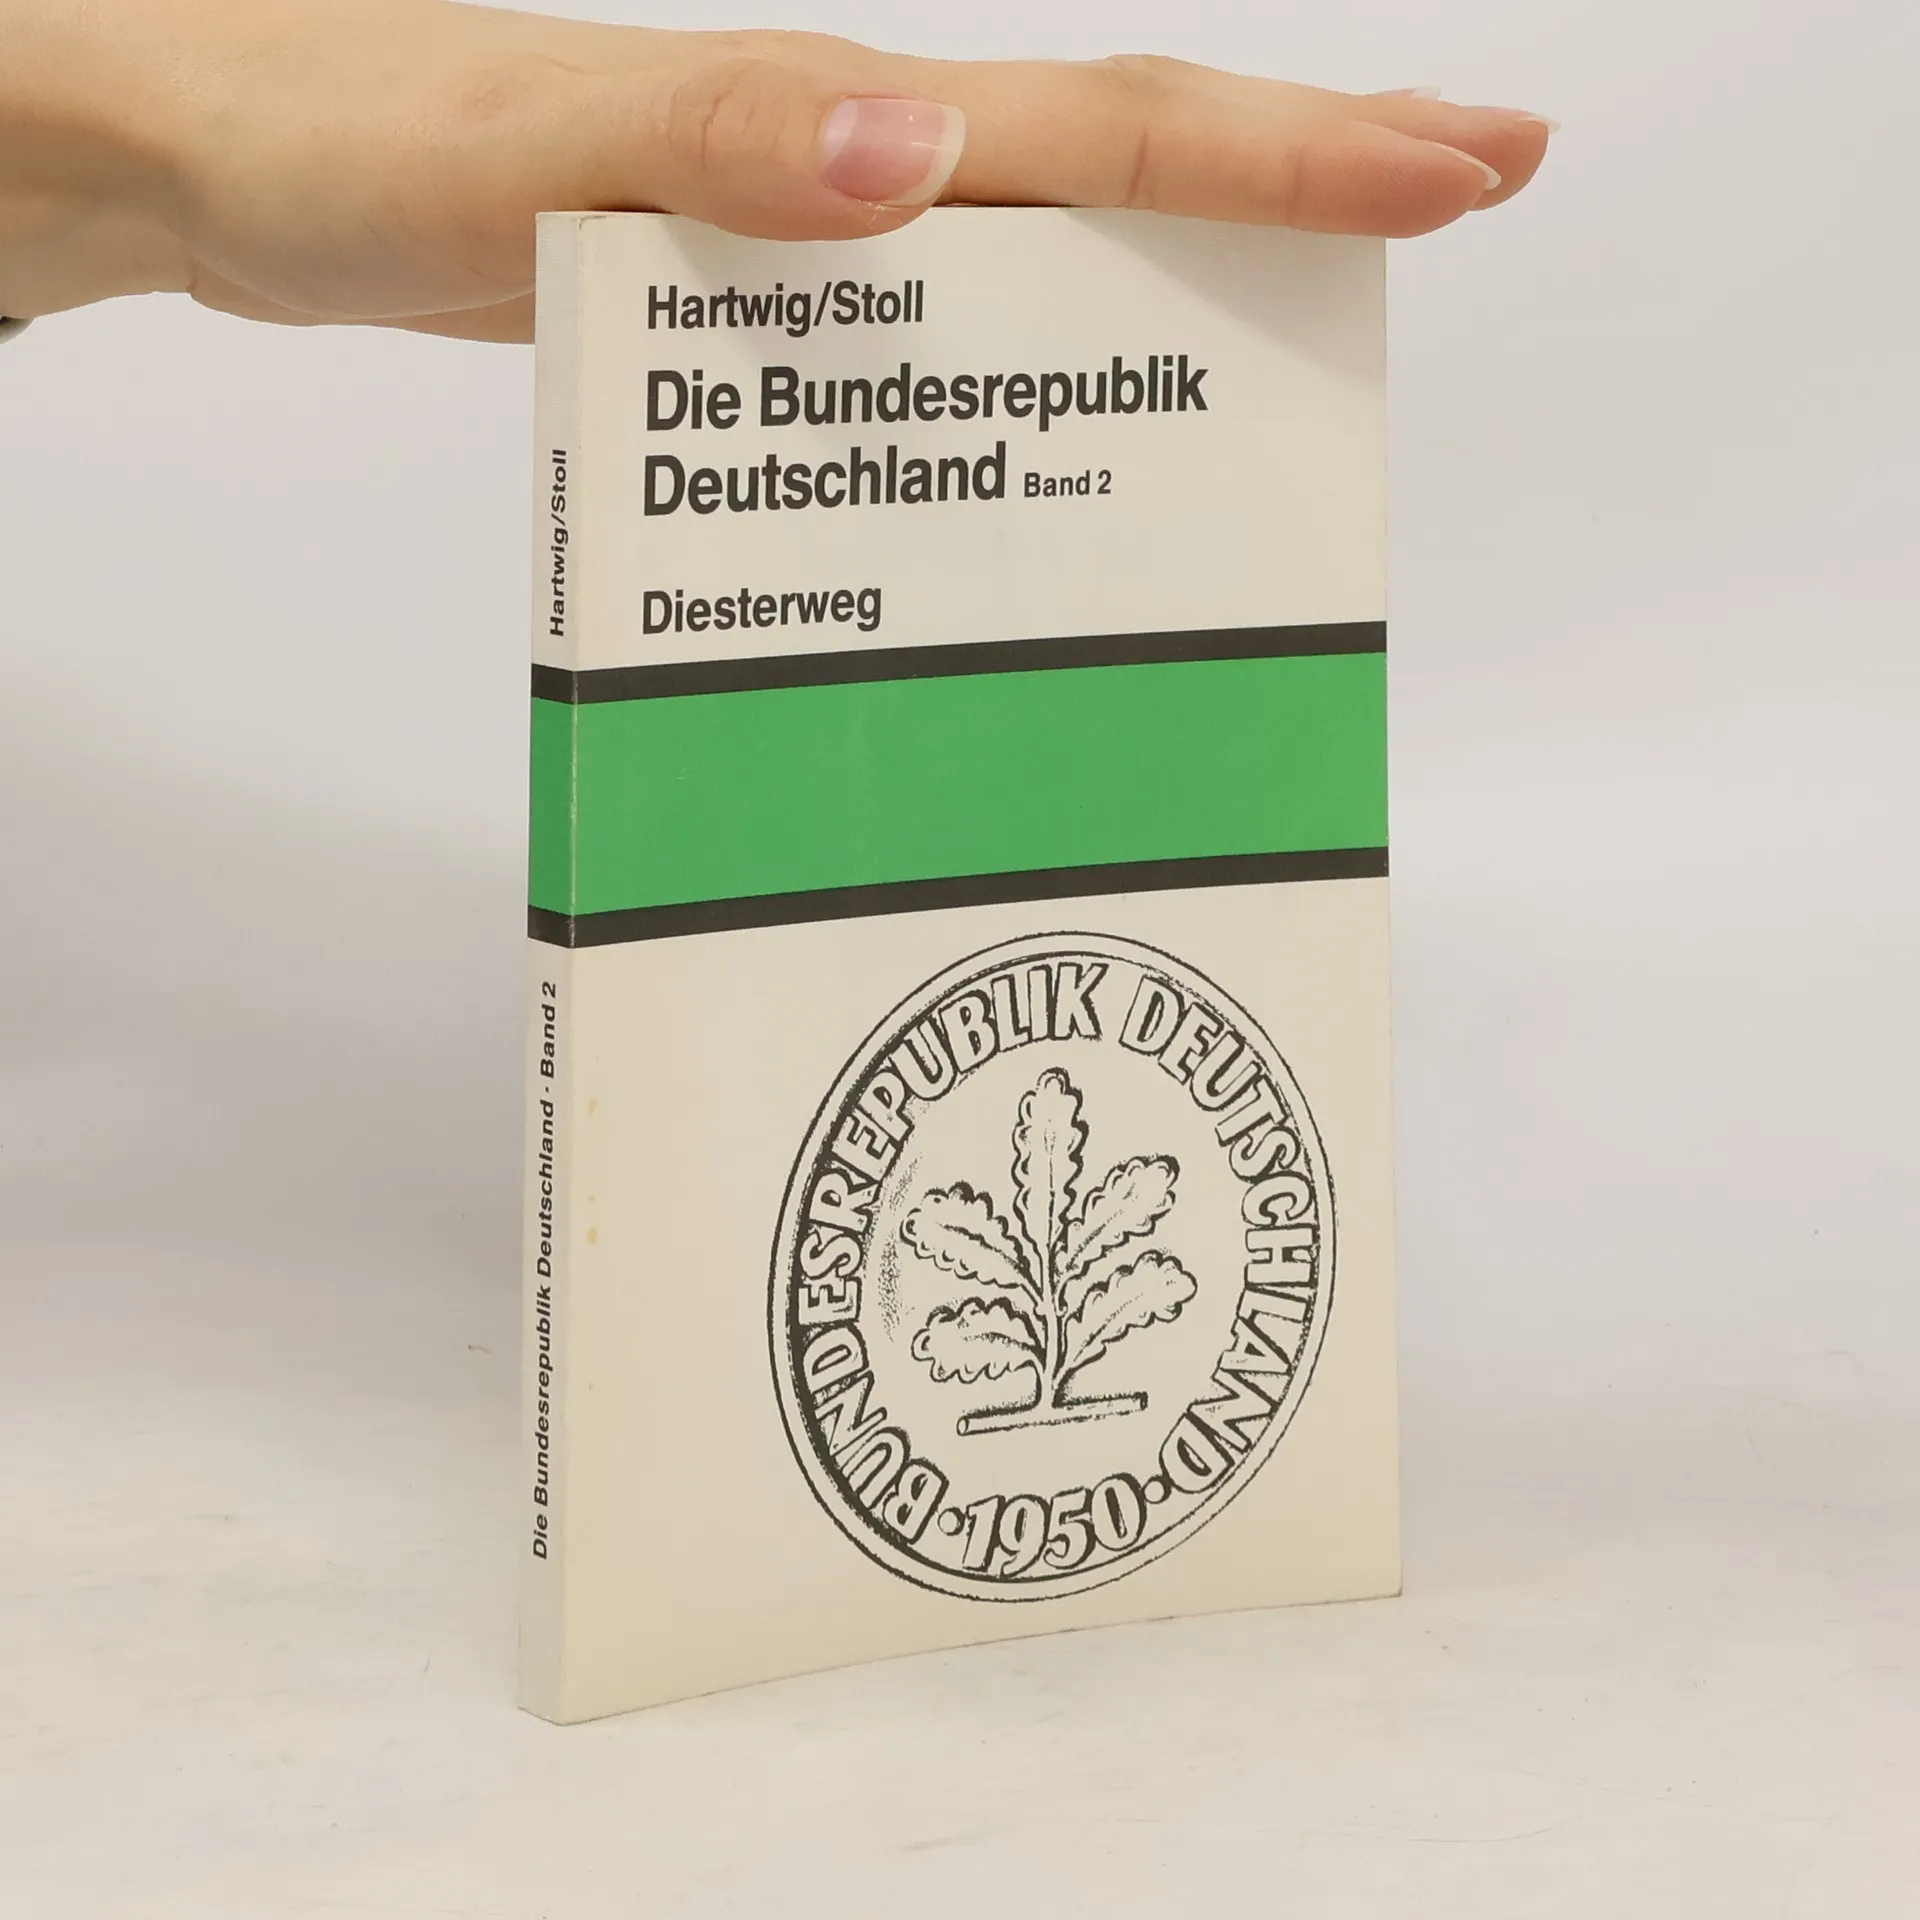 Hartwig/Stoll
Die Bundesrepublik
Deutschland Band 2
Diesterweg
BUNDESREPUBLIK DEUTSCHLAND
· 1950 ·
Hartwig/Stoll
Die Bundesrepublik Deutschland · Band 2